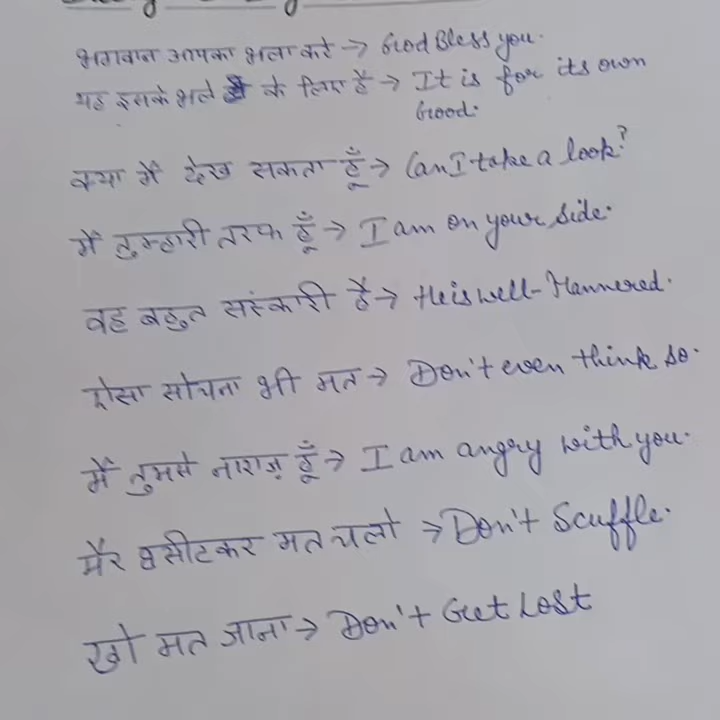 भगवान आपका भला करे → God Bless you.
यह इसके भले के लिए है → It is for its own
Good.
क्या मैं देख सकता हूँ → Can I take a look?
मैं तुम्हारी तरफ हूँ → I am on your side.
वह बहुत संस्कारी है → He is well-Mannered.
ऐसा सोचना भी मत → Don't even think so.
मैं तुमसे नाराज़ हूँ → I am angry with you.
मैर घसीटकर मत चलो → Don't Scuffle.
खो मत जाना → Don't Get Lost